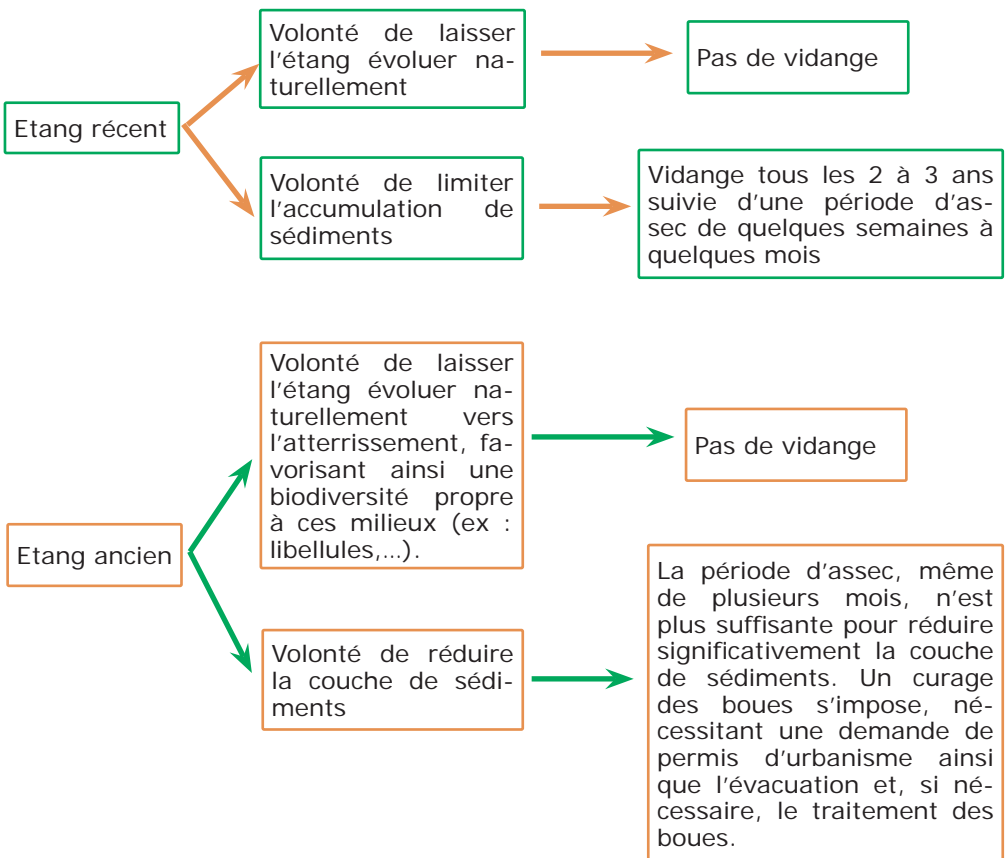 Volonté de laisser
l'étang évoluer na-
turellement
Pas de vidange
Etang récent
Volonté de limiter
l'accumulation de
sédiments
Vidange tous les 2 à 3 ans
suivie d'une période d'as-
sec de quelques semaines à
quelques mois
Volonté de laisser
l'étang évoluer na-
turellement vers
l'atterrissement, fa-
vorisant ainsi une
biodiversité propre
à ces milieux (ex :
libellules,...).
Pas de vidange
Etang ancien
Volonté de réduire
la couche de sédi-
ments
La période d'assec, même
de plusieurs mois, n'est
plus suffisante pour réduire
significativement la couche
de sédiments. Un curage
des boues s'impose, né-
cessitant une demande de
permis d'urbanisme ainsi
que l'évacuation et, si né-
cessaire, le traitement des
boues.